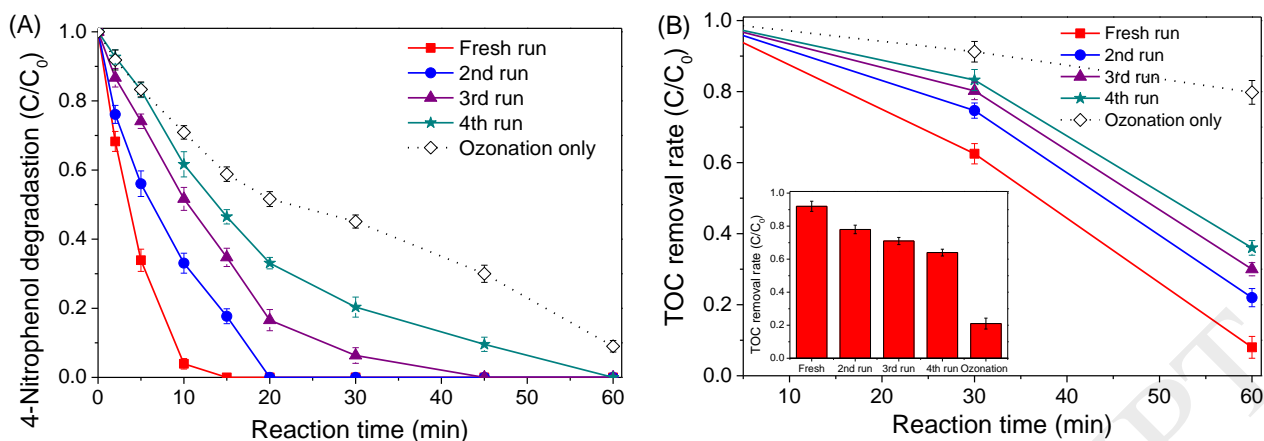 (A)
4-Nitrophenol degradastion (C/C0)
1.0
0.8
0.6
0.4
0.2
0.0
Fresh run
2nd run
3rd run
4th run
Ozonation only
0 10 20 30 40 50 60
Reaction time (min)
(B)
TOC removal rate (C/C0)
1.0
0.8
0.6
0.4
0.2
0.0
Fresh run
2nd run
3rd run
4th run
Ozonation only
TOC removal rate (C/C0)
1.0
0.8
0.6
0.4
0.2
0.0
Fresh 2nd run 3rd run 4th run Ozonation
10 20 30 40 50 60
Reaction time (min)